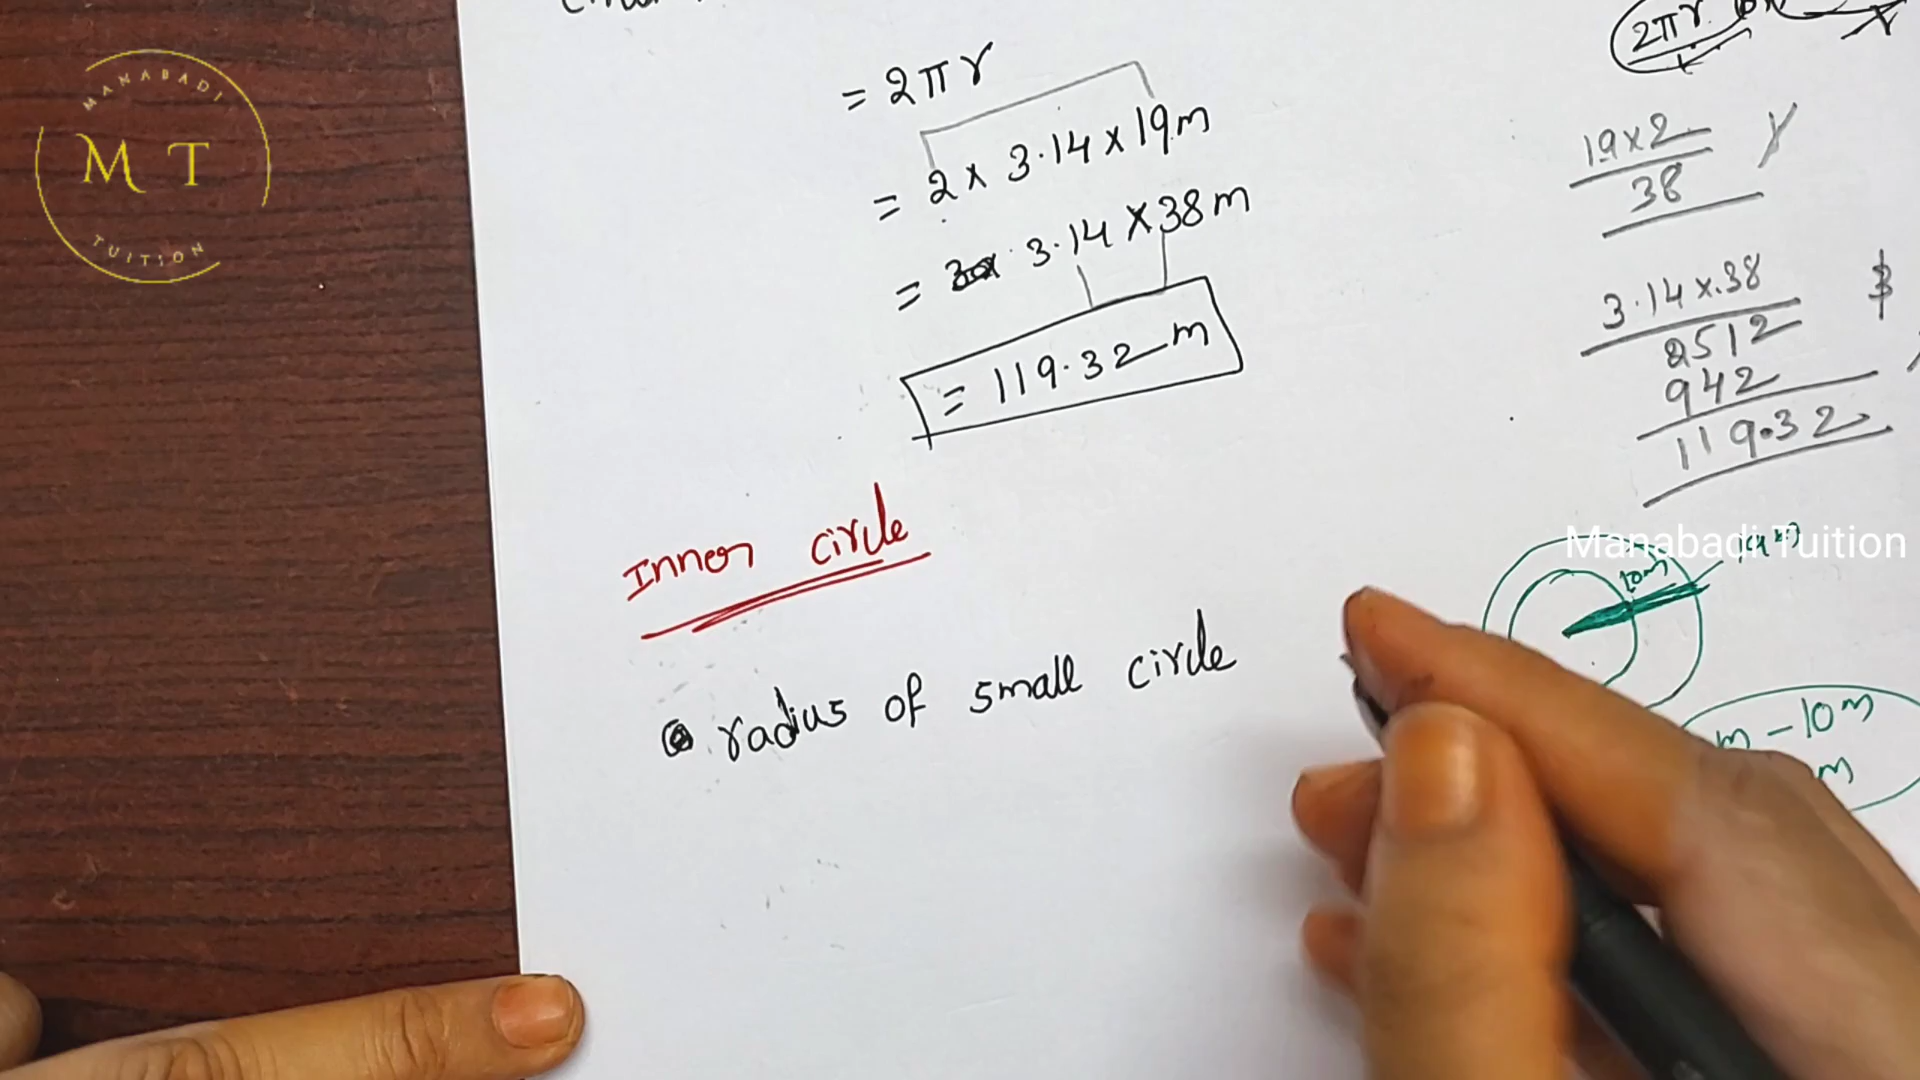 MANABADI
M T
TUITION
= 2πr
= 2 x 3.14 x 19m
= 3.14 x 38m
= 119.32 m
2πr
19x2
38
3.14 x 38
2512
942
119.32
Manabadi Tuition
10m
Inner circle
radius of small circle
m - 10m
m